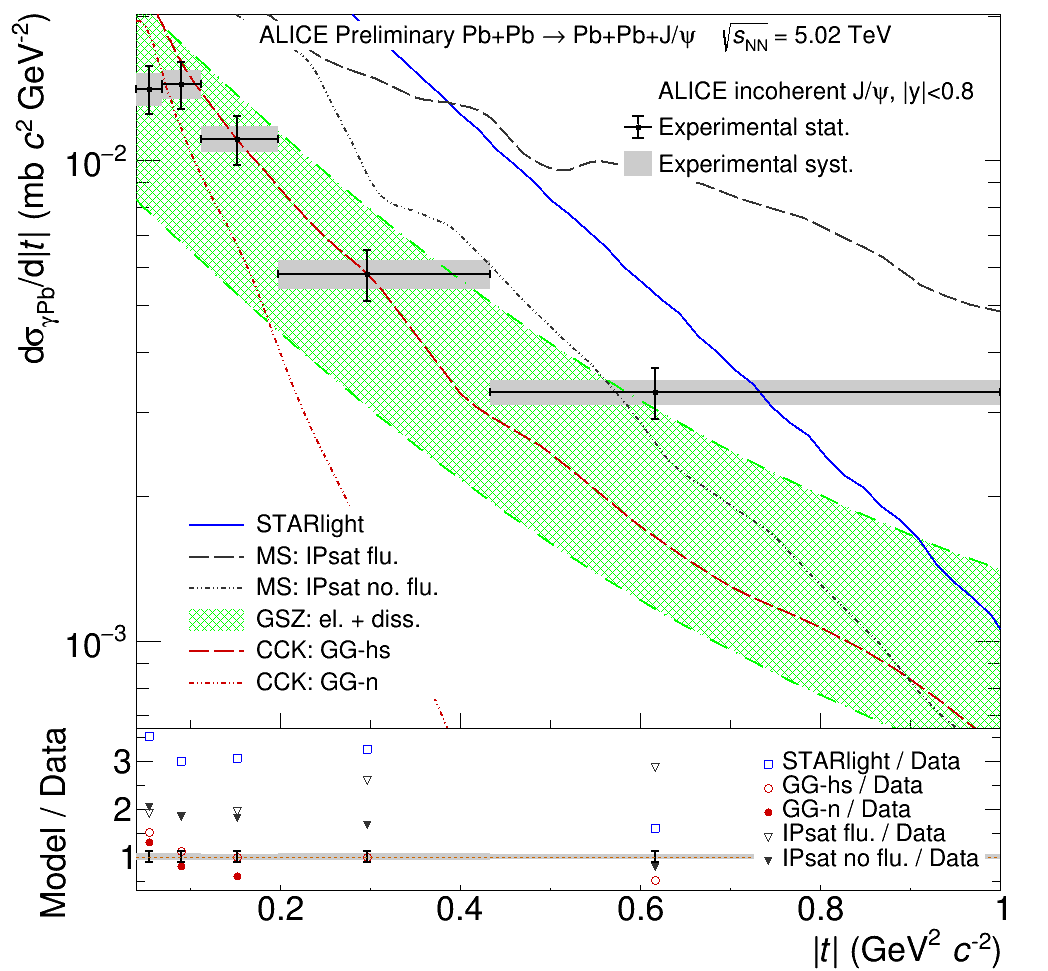 ALICE Preliminary Pb+Pb → Pb+Pb+J/ψ √sNN = 5.02 TeV
ALICE incoherent J/ψ, |y|<0.8
Experimental stat.
Experimental syst.
dσγPb/d|t| (mb c² GeV⁻²)
10⁻²
10⁻³
STARlight
MS: IPsat flu.
MS: IPsat no. flu.
GSZ: el. + diss.
CCK: GG-hs
CCK: GG-n
Model / Data
3
2
1
STARlight / Data
GG-hs / Data
GG-n / Data
IPsat flu. / Data
IPsat no flu. / Data
0.2 0.4 0.6 0.8 1
|t| (GeV² c⁻²)